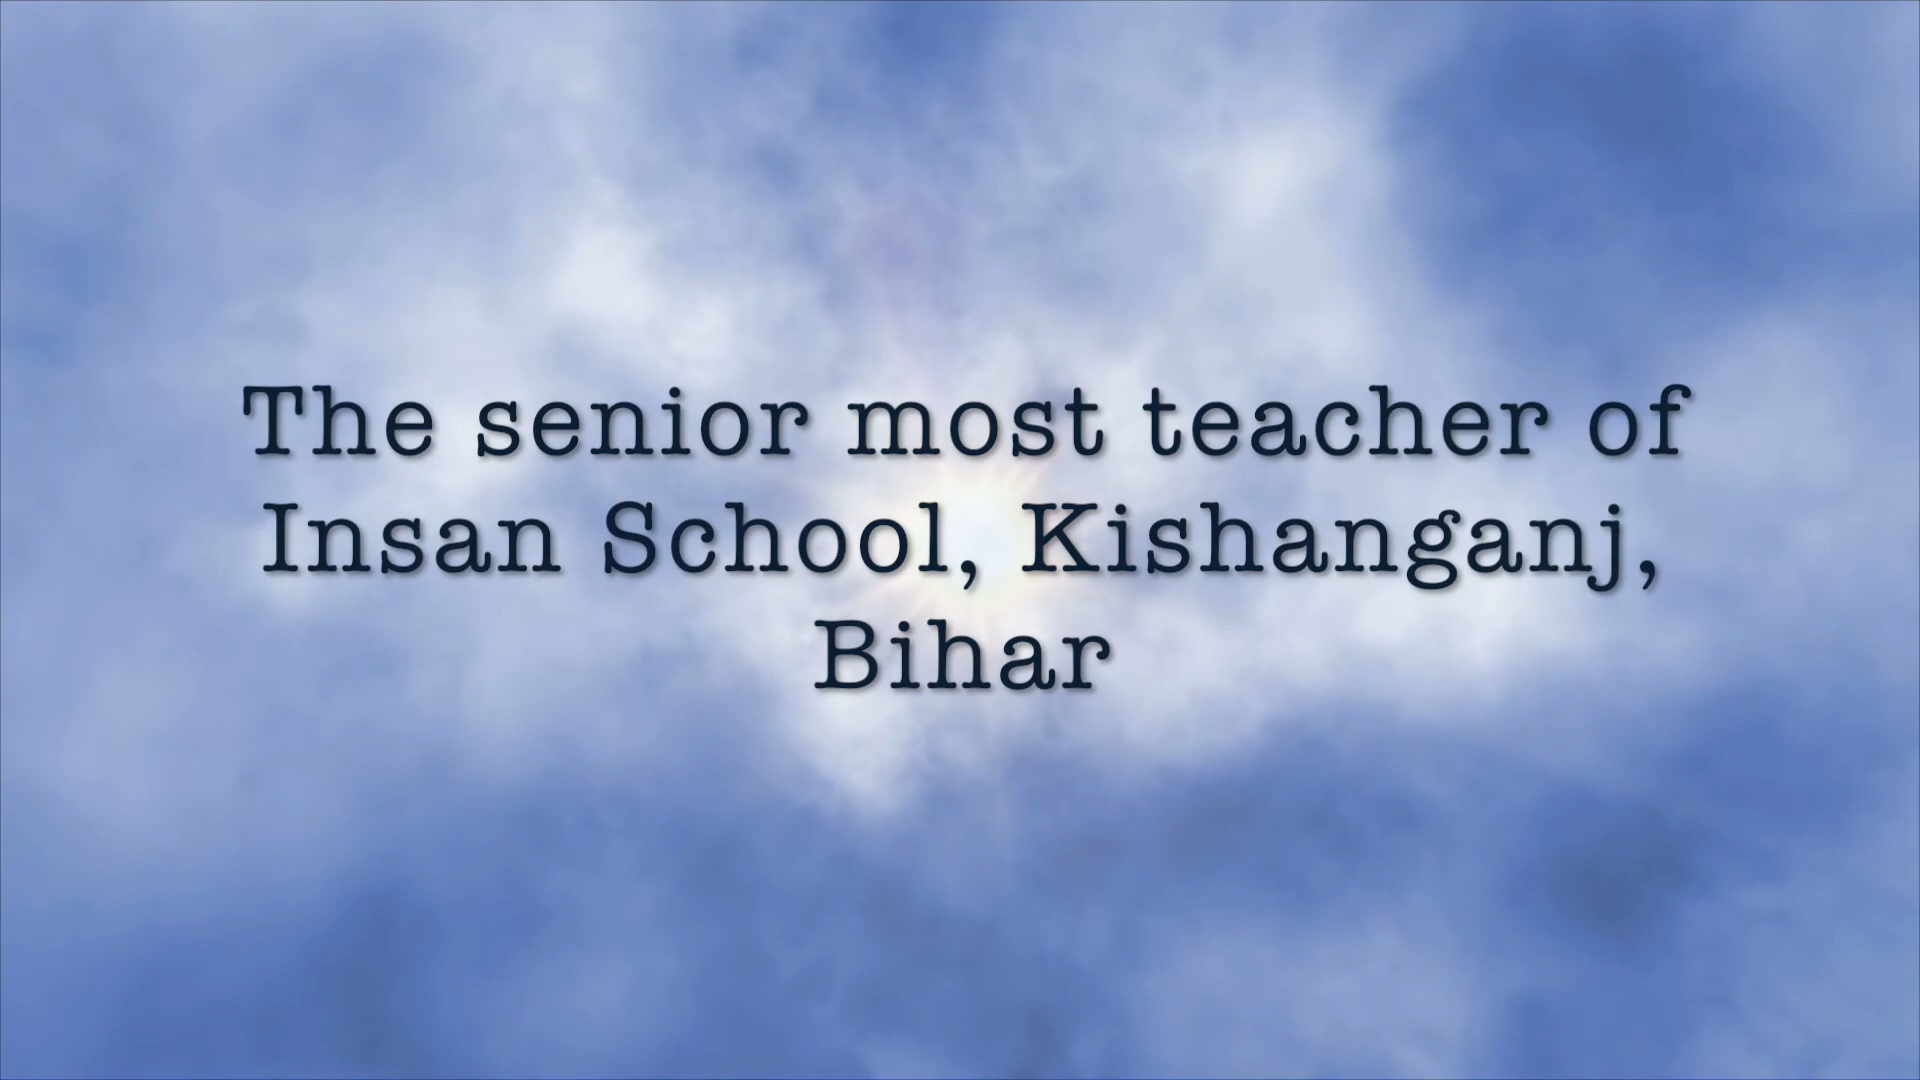 The senior most teacher of
Insan School, Kishanganj,
Bihar